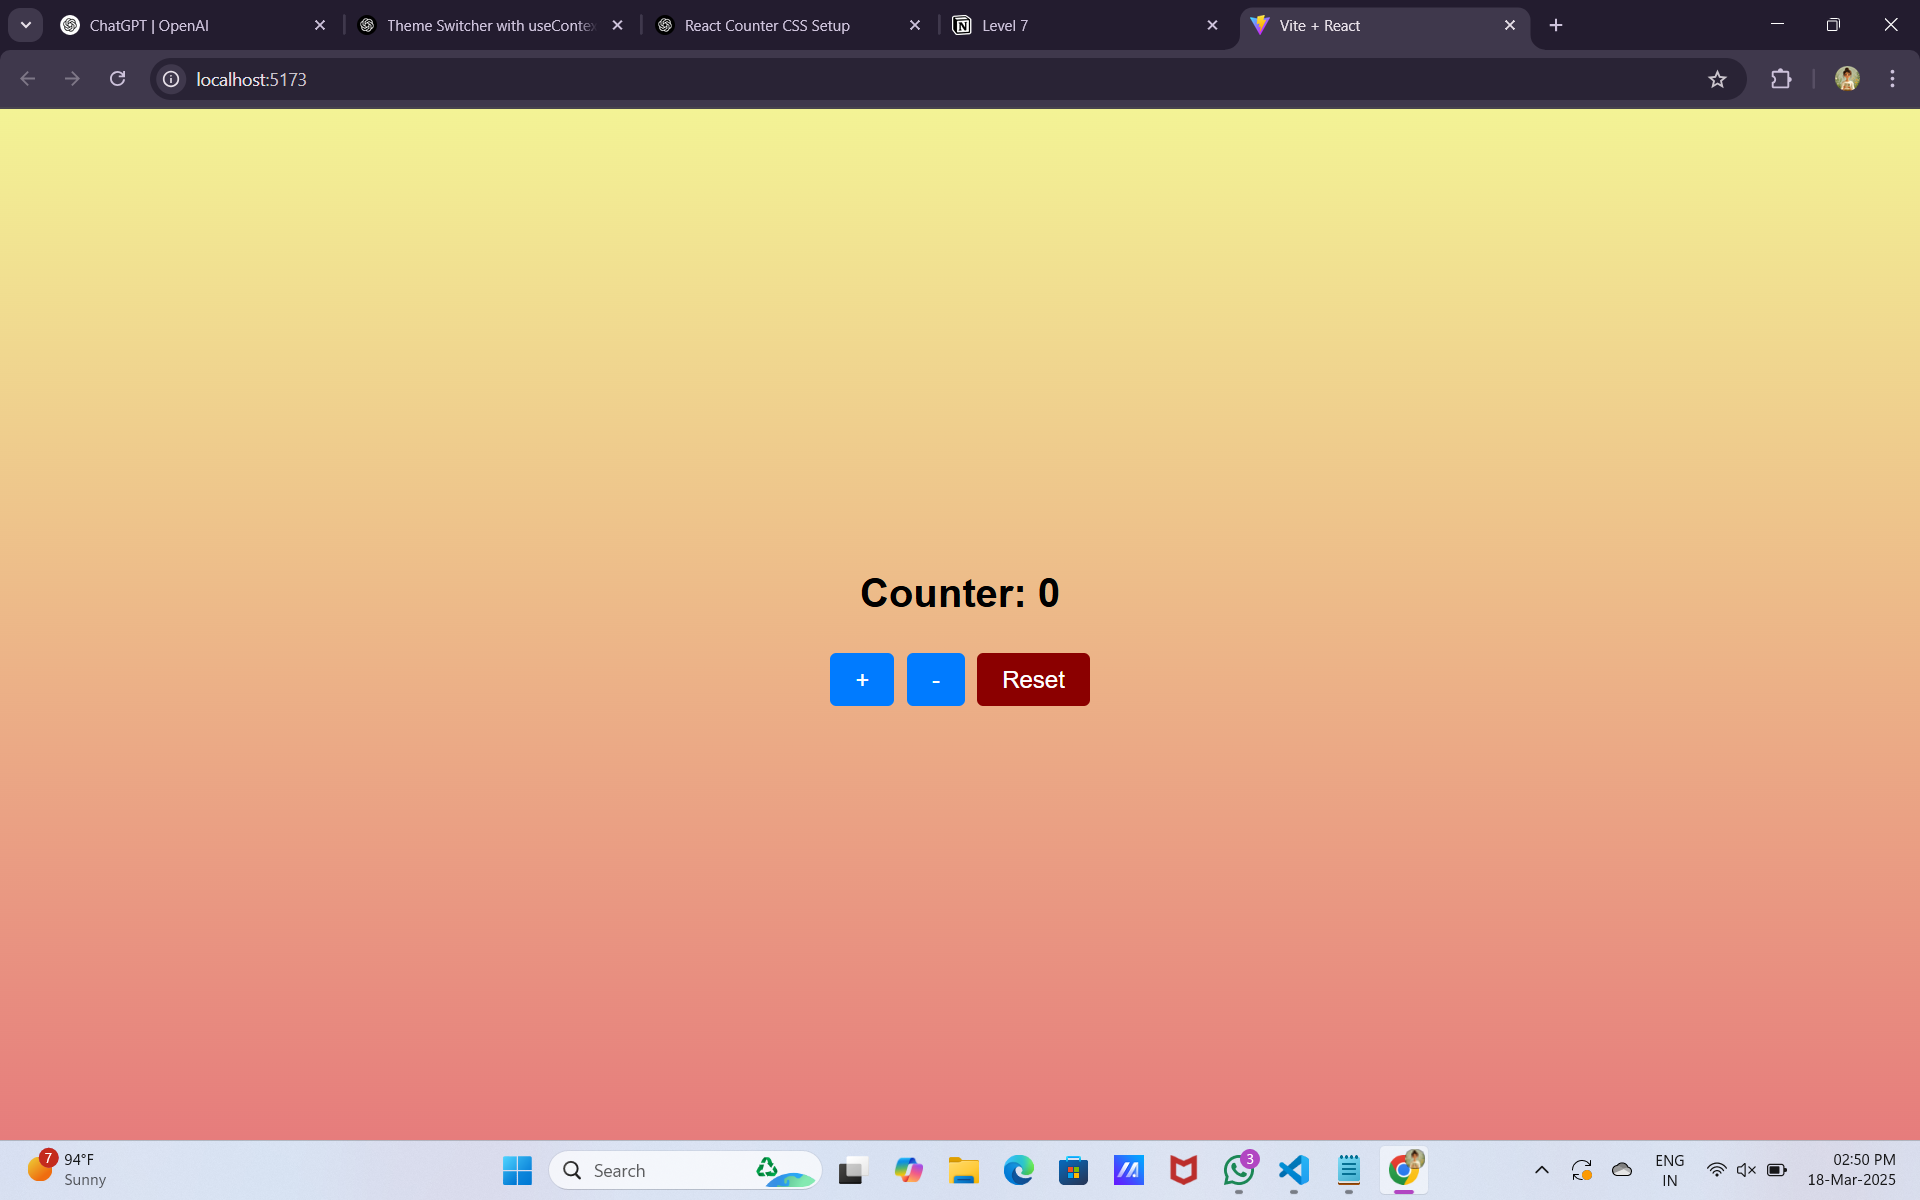 ChatGPT | OpenAI
Theme Switcher with useConte
React Counter CSS Setup
Level 7
Vite + React
localhost:5173
Counter: 0
+
-
Reset
7
94°F
Sunny
Search
3
ENG
IN
02:50 PM
18-Mar-2025